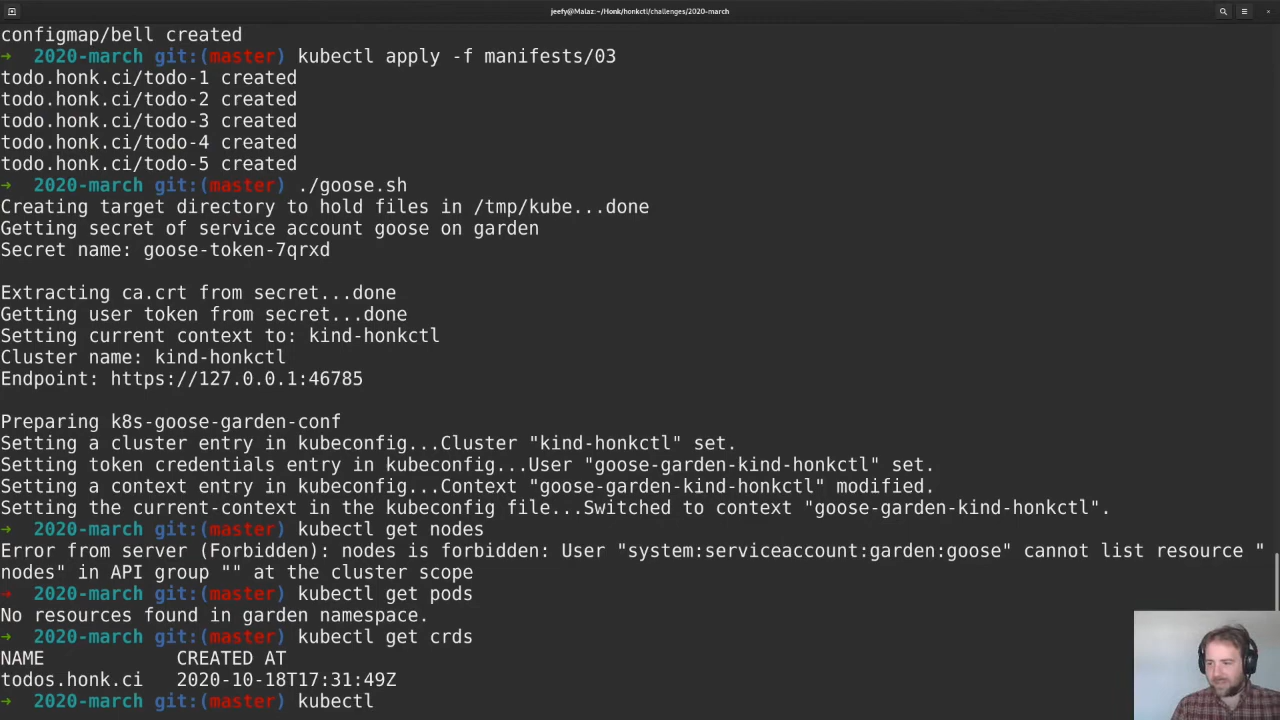 jeefy@Malaz:~/Honk/honkctl/challenges/2020-march
configmap/bell created
➜  2020-march git:(master) kubectl apply -f manifests/03
todo.honk.ci/todo-1 created
todo.honk.ci/todo-2 created
todo.honk.ci/todo-3 created
todo.honk.ci/todo-4 created
todo.honk.ci/todo-5 created
➜  2020-march git:(master) ./goose.sh
Creating target directory to hold files in /tmp/kube...done
Getting secret of service account goose on garden
Secret name: goose-token-7qrxd
Extracting ca.crt from secret...done
Getting user token from secret...done
Setting current context to: kind-honkctl
Cluster name: kind-honkctl
Endpoint: https://127.0.0.1:46785
Preparing k8s-goose-garden-conf
Setting a cluster entry in kubeconfig...Cluster "kind-honkctl" set.
Setting token credentials entry in kubeconfig...User "goose-garden-kind-honkctl" set.
Setting a context entry in kubeconfig...Context "goose-garden-kind-honkctl" modified.
Setting the current-context in the kubeconfig file...Switched to context "goose-garden-kind-honkctl".
➜  2020-march git:(master) kubectl get nodes
Error from server (Forbidden): nodes is forbidden: User "system:serviceaccount:garden:goose" cannot list resource "
nodes" in API group "" at the cluster scope
➜  2020-march git:(master) kubectl get pods
No resources found in garden namespace.
➜  2020-march git:(master) kubectl get crds
NAME            CREATED AT
todos.honk.ci   2020-10-18T17:31:49Z
➜  2020-march git:(master) kubectl